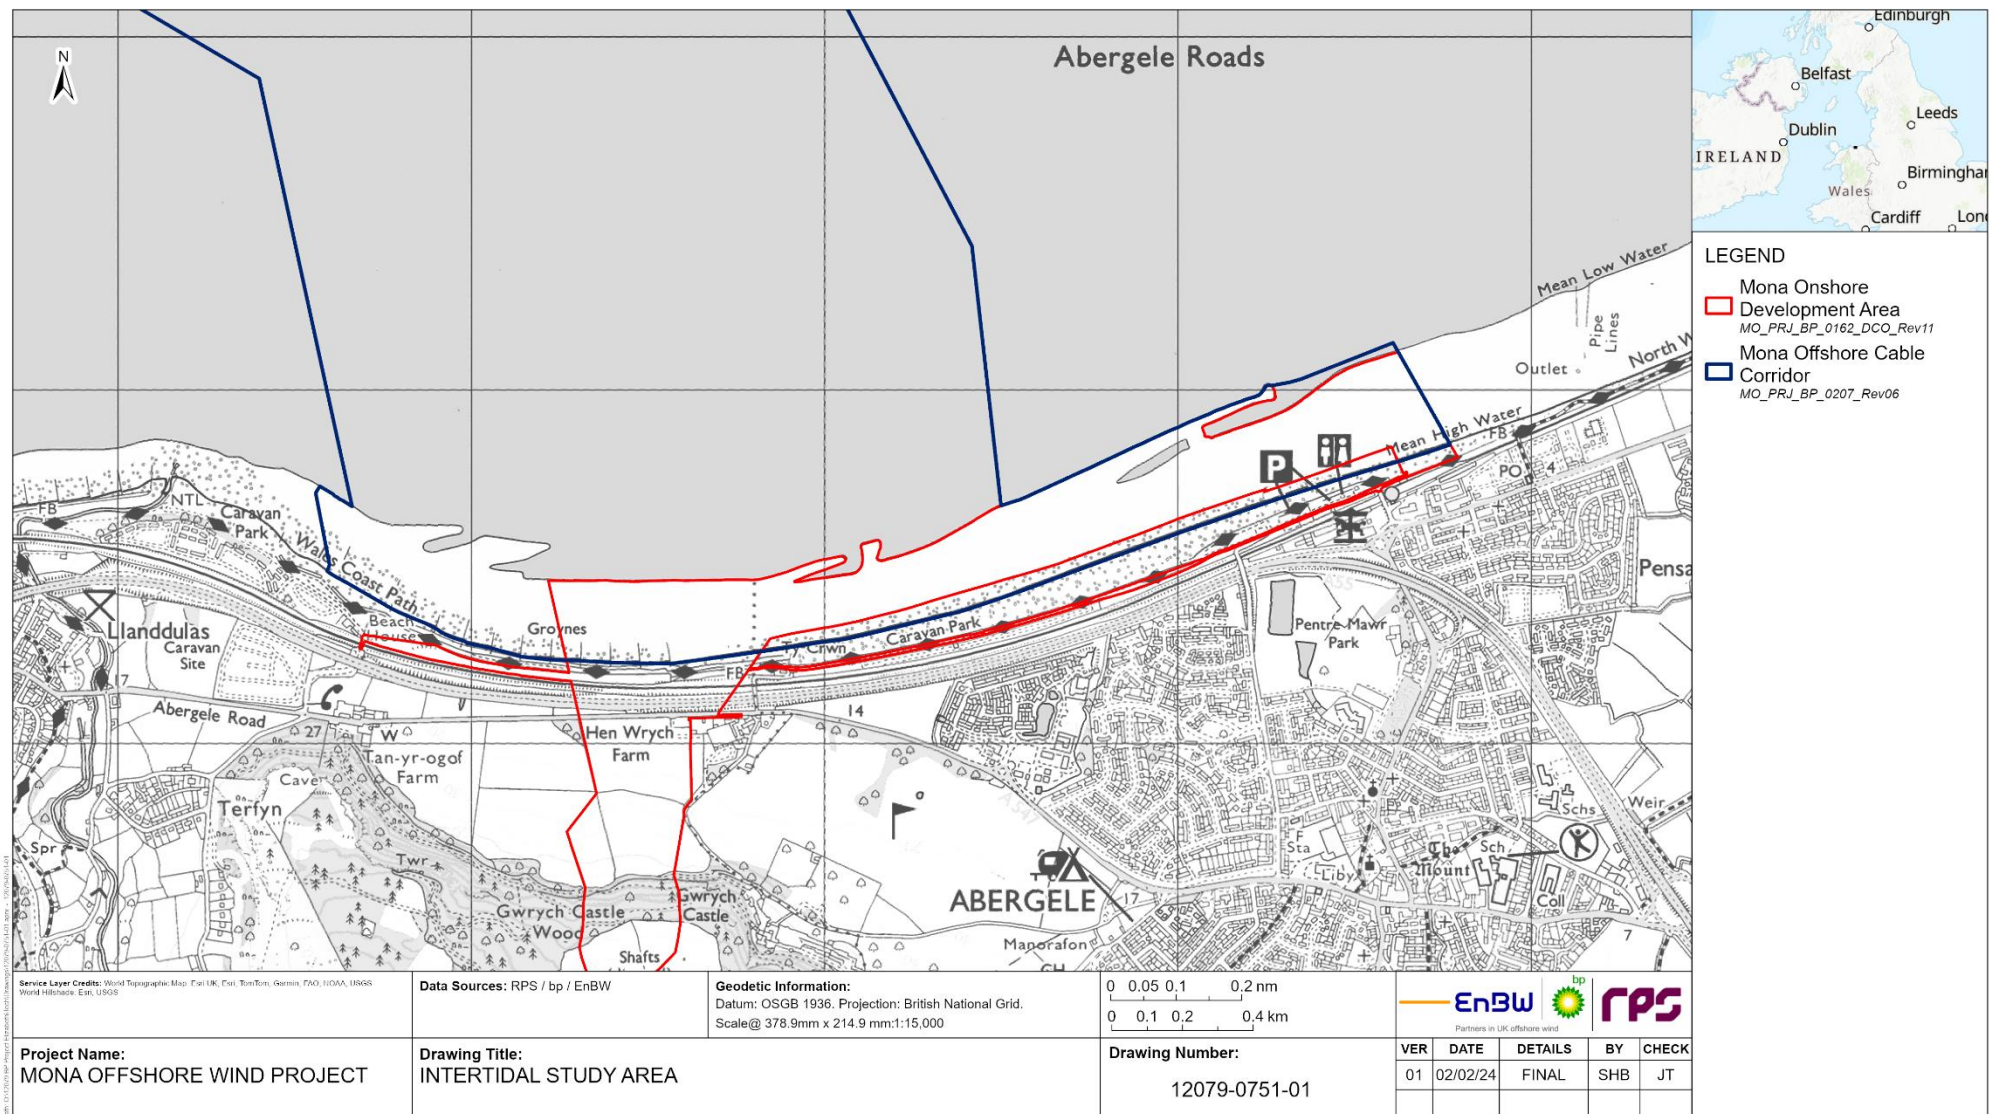 N
Abergele Roads
Edinburgh
Belfast
Leeds
Dublin
IRELAND
Birmingha
Wales
Cardiff
Lon
LEGEND
Mona Onshore
Development Area
MO_PRJ_BP_0162_DCO_Rev11
Mona Offshore Cable
Corridor
MO_PRJ_BP_0207_Rev06
Mean Low Water
Pipe
Lines
Outlet
North W
Mean High Water
FB
PO
4
P
NTL
FB
Caravan
Park
Wales Coast Path
Beach
House
Groynes
FB
Ty Crwn
Caravan Park
Pensa
Pentre Mawr
Park
A55
Llanddulas
Caravan
Site
17
Abergele Road
27
W
Tan-yr-ogof
Farm
Hen Wrych
Farm
14
A547
Cave
Terfyn
Spr
Twr
Gwrych Castle
Wood
Gwrych
Castle
Shafts
ABERGELE
17
Manorafon
GH
F
Sta
Liby
The
Mount
Sch
Schs
Weir
Coll
7
Service Layer Credits: World Topographic Map: Esri UK, Esri, TomTom, Garmin, FAO, NOAA, USGS
World Hillshade: Esri, USGS
Data Sources: RPS / bp / EnBW
Geodetic Information:
Datum: OSGB 1936. Projection: British National Grid.
Scale@ 378.9mm x 214.9 mm:1:15,000
0 0.05 0.1 0.2 nm
0 0.1 0.2 0.4 km
EnBW
bp
rps
Partners in UK offshore wind
Project Name:
MONA OFFSHORE WIND PROJECT
Drawing Title:
INTERTIDAL STUDY AREA
Drawing Number:
12079-0751-01
VER DATE DETAILS BY CHECK
01 02/02/24 FINAL SHB JT